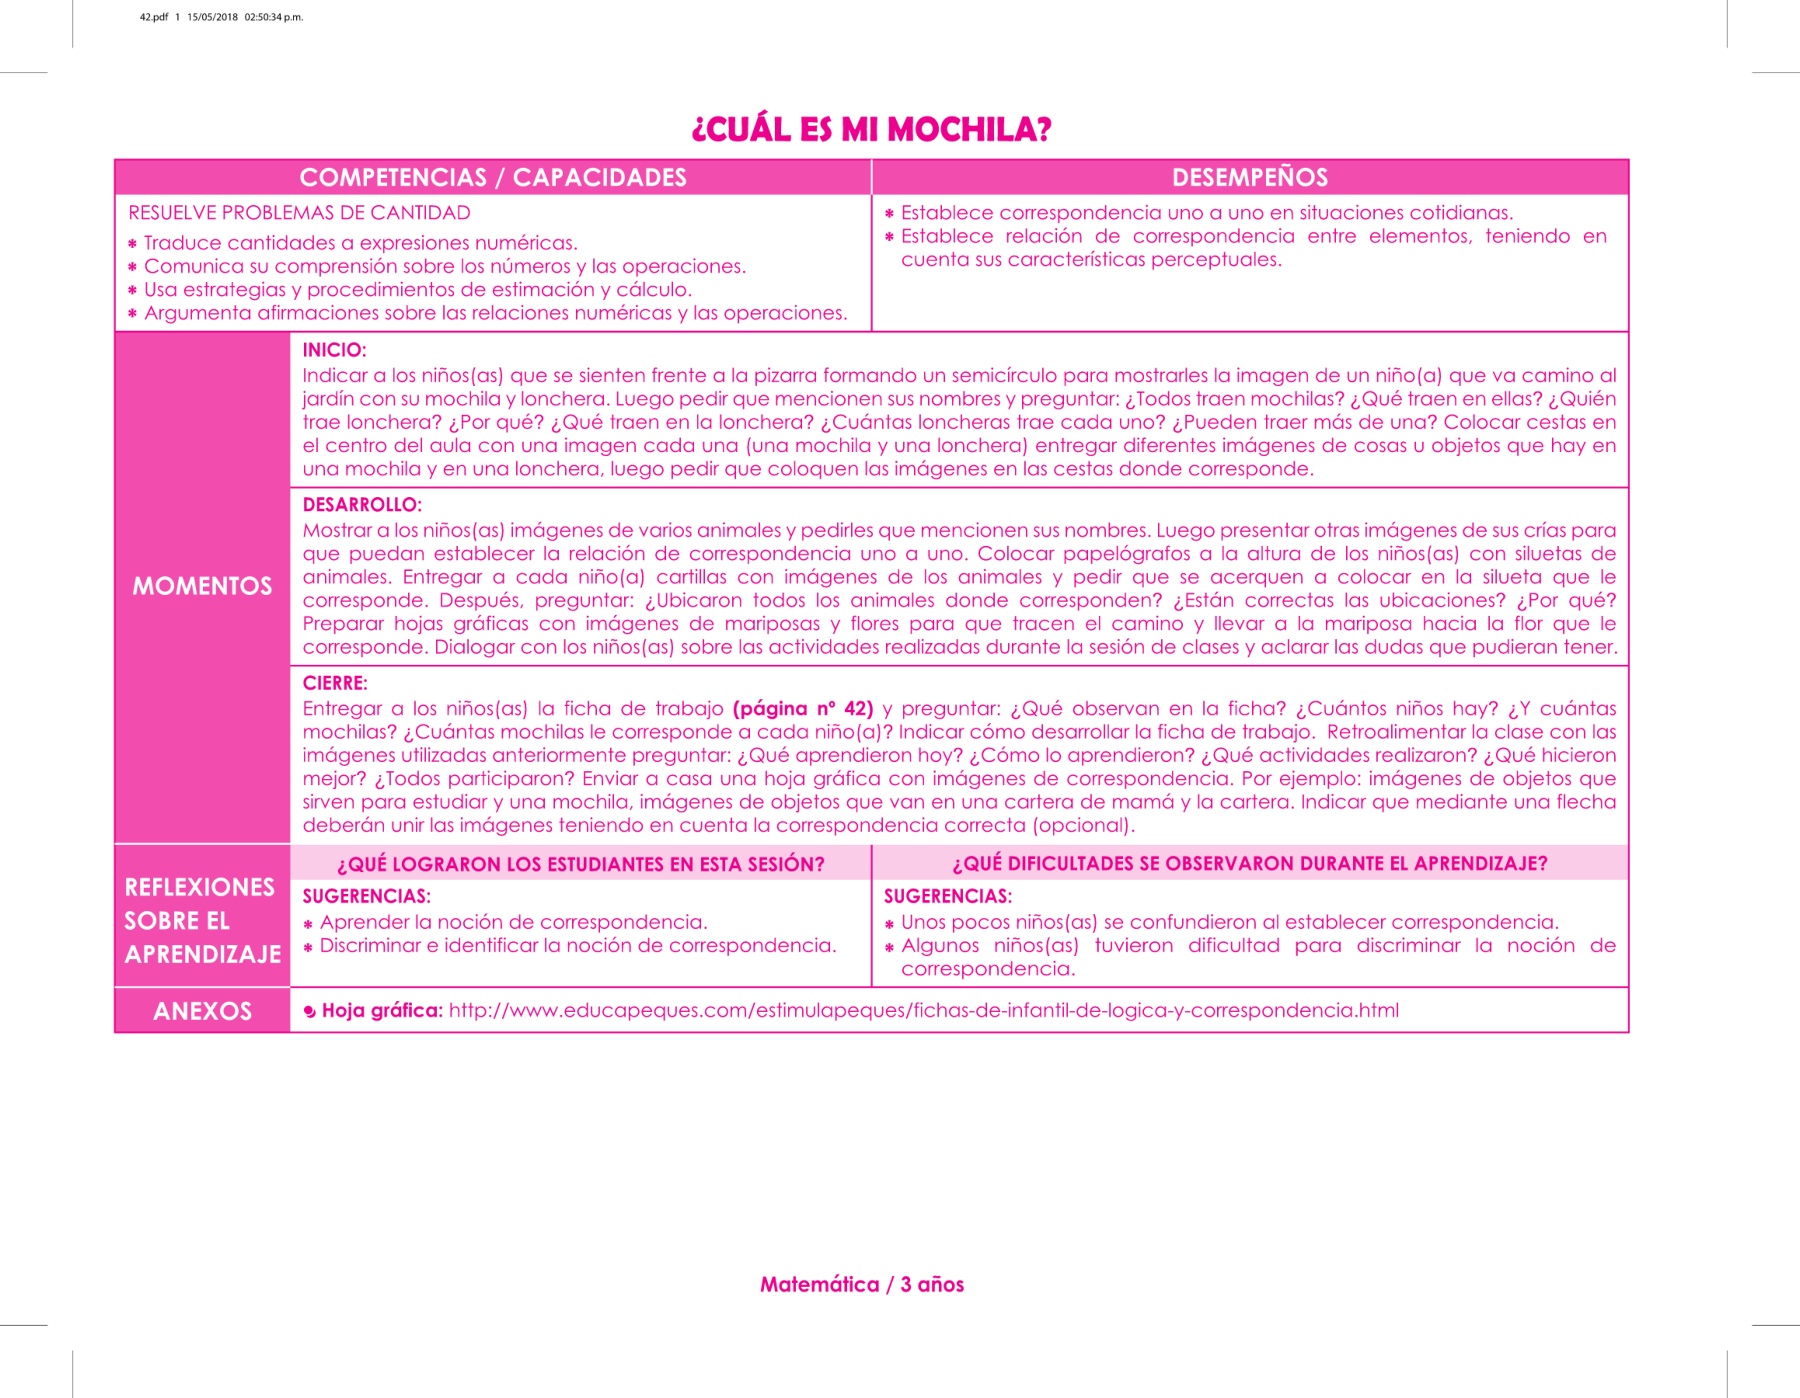 42.pdf 1 15/05/2018 02:50:34 p.m.
¿CUÁL ES MI MOCHILA?
COMPETENCIAS / CAPACIDADES
DESEMPEÑOS
RESUELVE PROBLEMAS DE CANTIDAD
* Traduce cantidades a expresiones numéricas.
* Comunica su comprensión sobre los números y las operaciones.
* Usa estrategias y procedimientos de estimación y cálculo.
* Argumenta afirmaciones sobre las relaciones numéricas y las operaciones.
* Establece correspondencia uno a uno en situaciones cotidianas.
* Establece relación de correspondencia entre elementos, teniendo en
cuenta sus características perceptuales.
MOMENTOS
INICIO:
Indicar a los niños(as) que se sienten frente a la pizarra formando un semicírculo para mostrarles la imagen de un niño(a) que va camino al
jardín con su mochila y lonchera. Luego pedir que mencionen sus nombres y preguntar: ¿Todos traen mochilas? ¿Qué traen en ellas? ¿Quién
trae lonchera? ¿Por qué? ¿Qué traen en la lonchera? ¿Cuántas loncheras trae cada uno? ¿Pueden traer más de una? Colocar cestas en
el centro del aula con una imagen cada una (una mochila y una lonchera) entregar diferentes imágenes de cosas u objetos que hay en
una mochila y en una lonchera, luego pedir que coloquen las imágenes en las cestas donde corresponde.
DESARROLLO:
Mostrar a los niños(as) imágenes de varios animales y pedirles que mencionen sus nombres. Luego presentar otras imágenes de sus crías para
que puedan establecer la relación de correspondencia uno a uno. Colocar papelógrafos a la altura de los niños(as) con siluetas de
animales. Entregar a cada niño(a) cartillas con imágenes de los animales y pedir que se acerquen a colocar en la silueta que le
corresponde. Después, preguntar: ¿Ubicaron todos los animales donde corresponden? ¿Están correctas las ubicaciones? ¿Por qué?
Preparar hojas gráficas con imágenes de mariposas y flores para que tracen el camino y llevar a la mariposa hacia la flor que le
corresponde. Dialogar con los niños(as) sobre las actividades realizadas durante la sesión de clases y aclarar las dudas que pudieran tener.
CIERRE:
Entregar a los niños(as) la ficha de trabajo (página nº 42) y preguntar: ¿Qué observan en la ficha? ¿Cuántos niños hay? ¿Y cuántas
mochilas? ¿Cuántas mochilas le corresponde a cada niño(a)? Indicar cómo desarrollar la ficha de trabajo. Retroalimentar la clase con las
imágenes utilizadas anteriormente preguntar: ¿Qué aprendieron hoy? ¿Cómo lo aprendieron? ¿Qué actividades realizaron? ¿Qué hicieron
mejor? ¿Todos participaron? Enviar a casa una hoja gráfica con imágenes de correspondencia. Por ejemplo: imágenes de objetos que
sirven para estudiar y una mochila, imágenes de objetos que van en una cartera de mamá y la cartera. Indicar que mediante una flecha
deberán unir las imágenes teniendo en cuenta la correspondencia correcta (opcional).
REFLEXIONES
SOBRE EL
APRENDIZAJE
¿QUÉ LOGRARON LOS ESTUDIANTES EN ESTA SESIÓN?
SUGERENCIAS:
* Aprender la noción de correspondencia.
* Discriminar e identificar la noción de correspondencia.
¿QUÉ DIFICULTADES SE OBSERVARON DURANTE EL APRENDIZAJE?
SUGERENCIAS:
* Unos pocos niños(as) se confundieron al establecer correspondencia.
* Algunos niños(as) tuvieron dificultad para discriminar la noción de
correspondencia.
ANEXOS
Hoja gráfica: http://www.educapeques.com/estimulapeques/fichas-de-infantil-de-logica-y-correspondencia.html
Matemática / 3 años